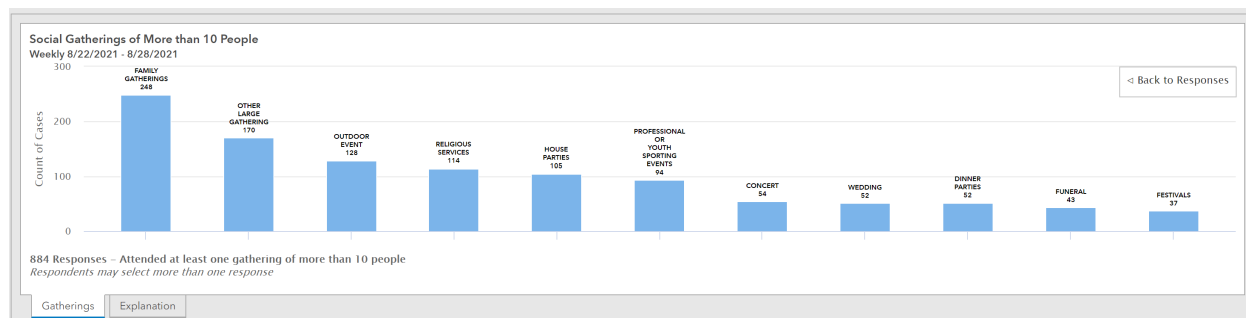 Social Gatherings of More than 10 People
Weekly 8/22/2021 - 8/28/2021
◃ Back to Responses
Count of Cases
300
200
100
0
FAMILY
GATHERINGS
248
OTHER
LARGE
GATHERING
170
OUTDOOR
EVENT
128
RELIGIOUS
SERVICES
114
HOUSE
PARTIES
105
PROFESSIONAL
OR
YOUTH
SPORTING
EVENTS
94
CONCERT
54
WEDDING
52
DINNER
PARTIES
52
FUNERAL
43
FESTIVALS
37
884 Responses – Attended at least one gathering of more than 10 people
Respondents may select more than one response
Gatherings
Explanation